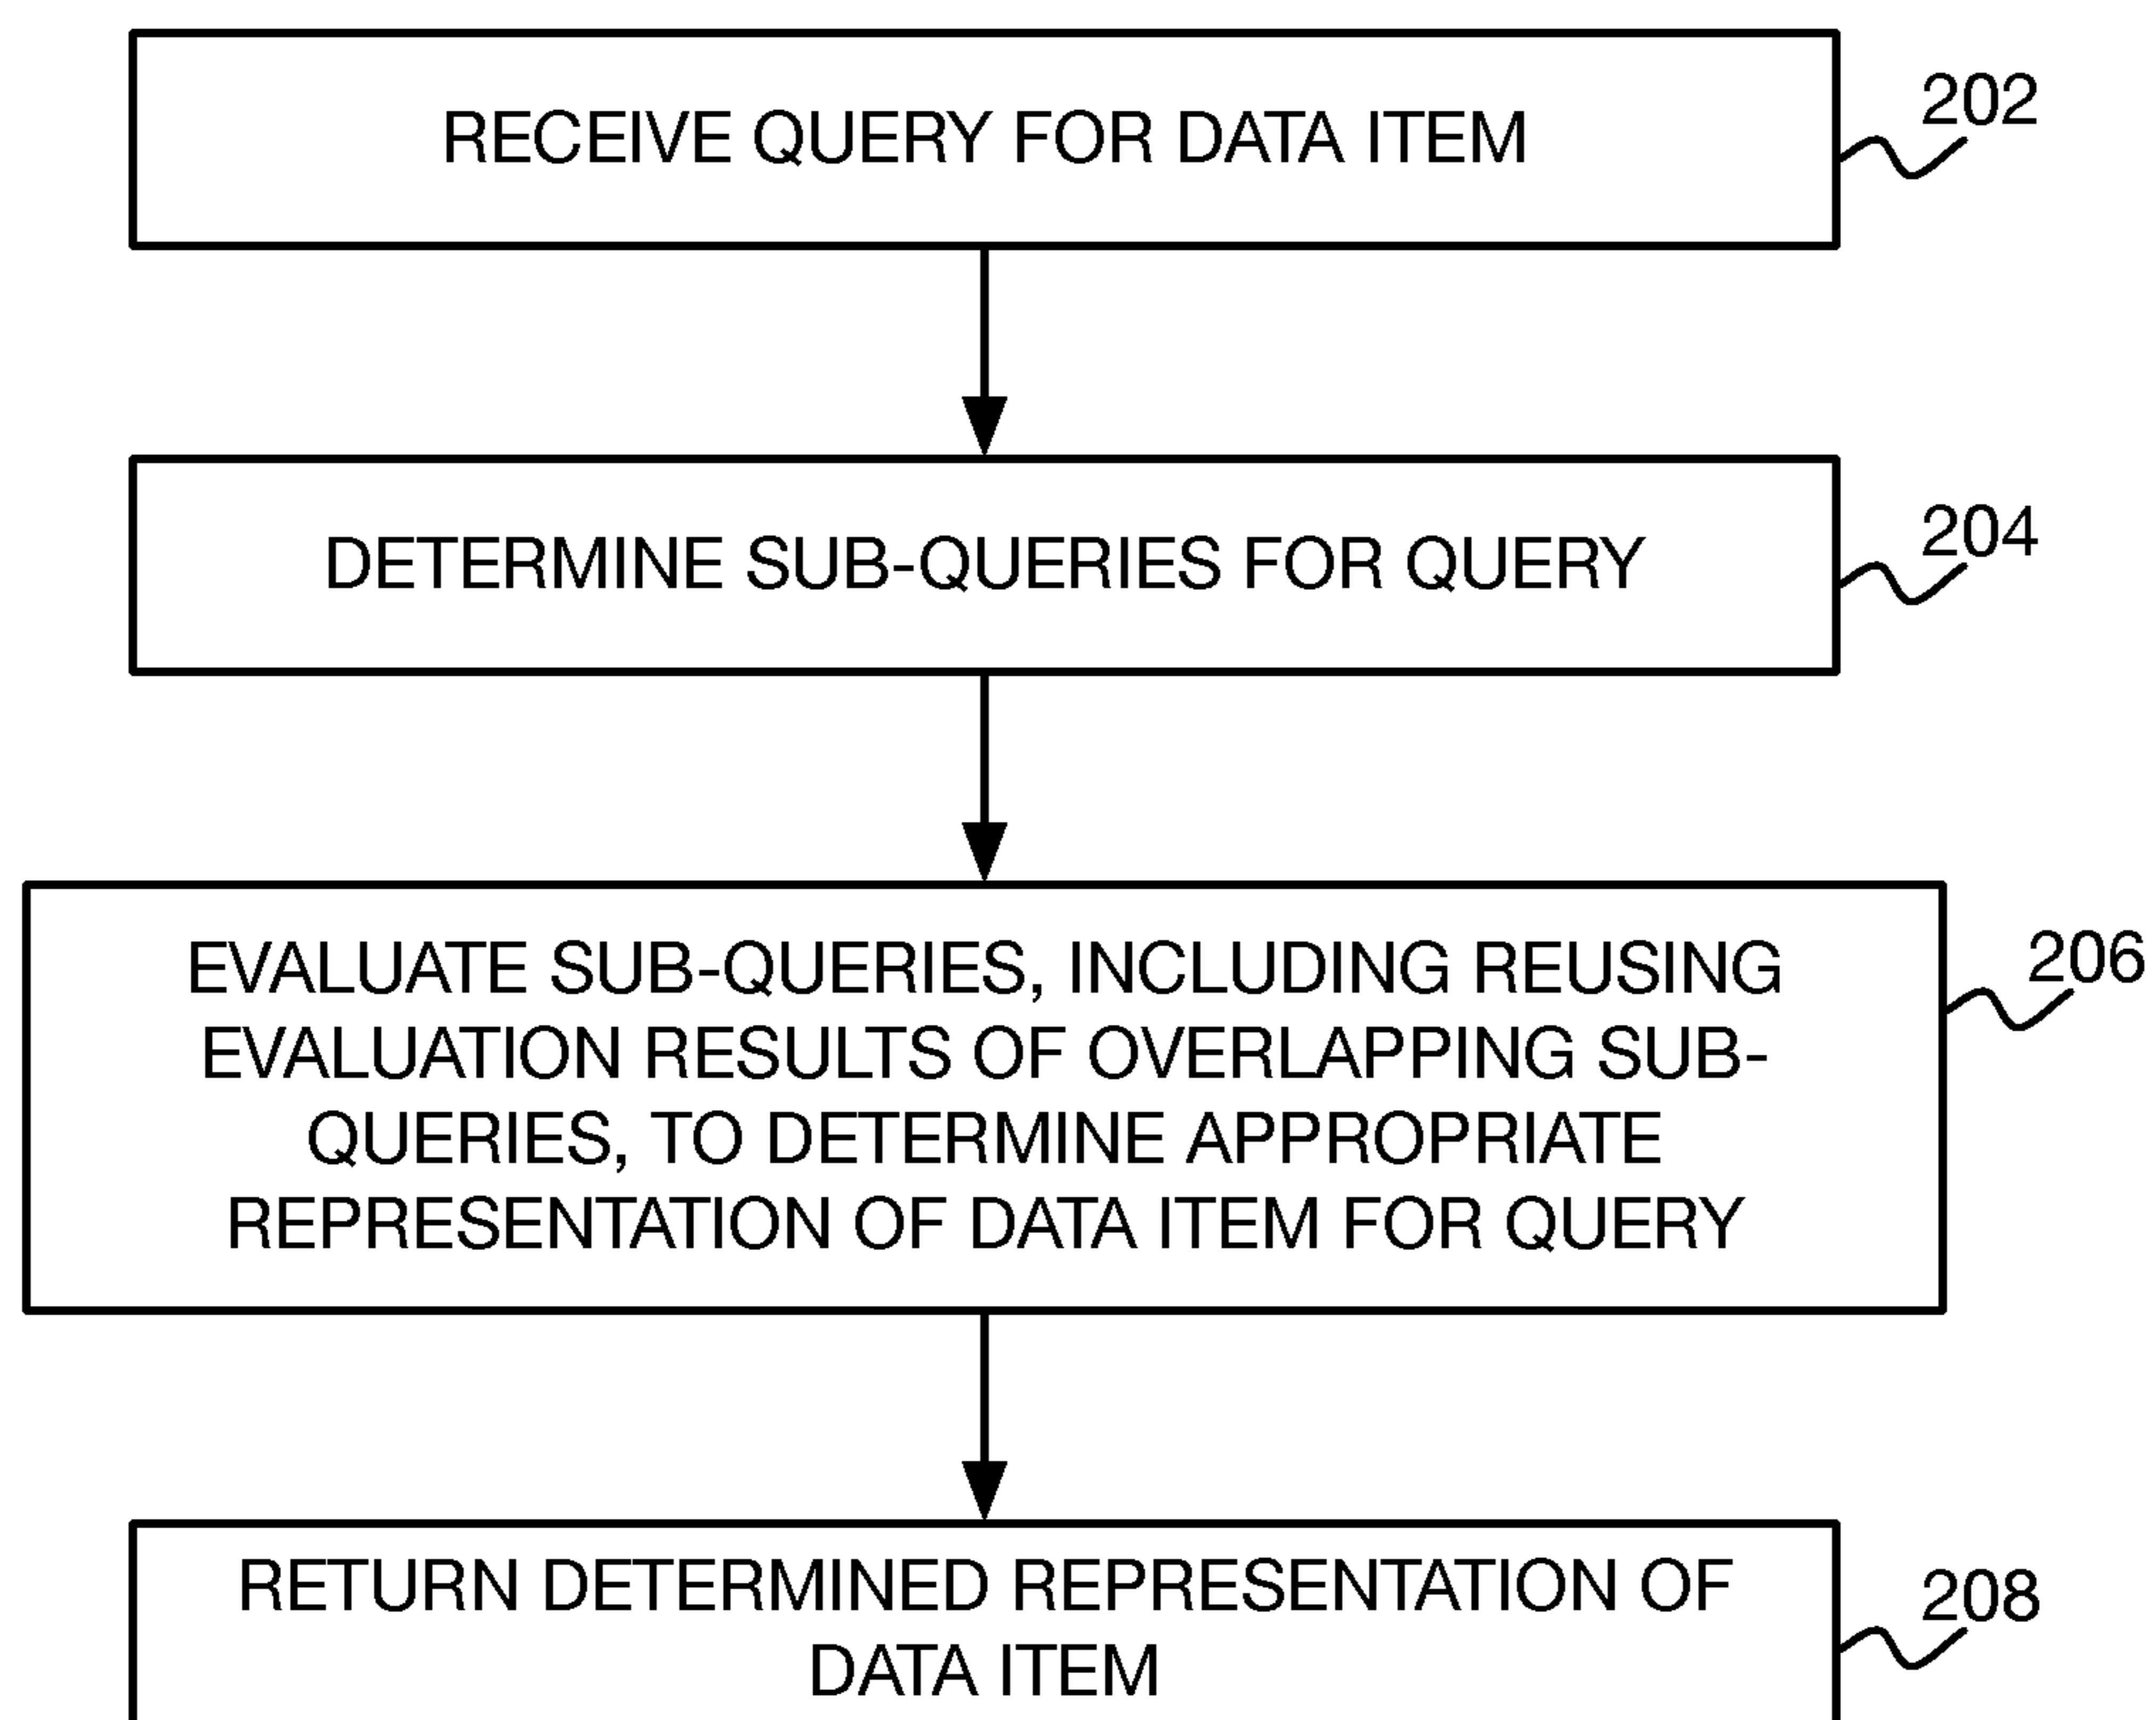 RECEIVE QUERY FOR DATA ITEM
202
DETERMINE SUB-QUERIES FOR QUERY
204
EVALUATE SUB-QUERIES, INCLUDING REUSING
EVALUATION RESULTS OF OVERLAPPING SUB-
QUERIES, TO DETERMINE APPROPRIATE
REPRESENTATION OF DATA ITEM FOR QUERY
206
RETURN DETERMINED REPRESENTATION OF
DATA ITEM
208